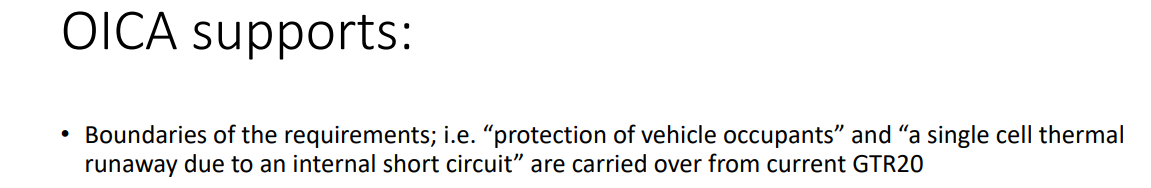 OICA supports:
• Boundaries of the requirements; i.e. “protection of vehicle occupants” and “a single cell thermal
runaway due to an internal short circuit” are carried over from current GTR20